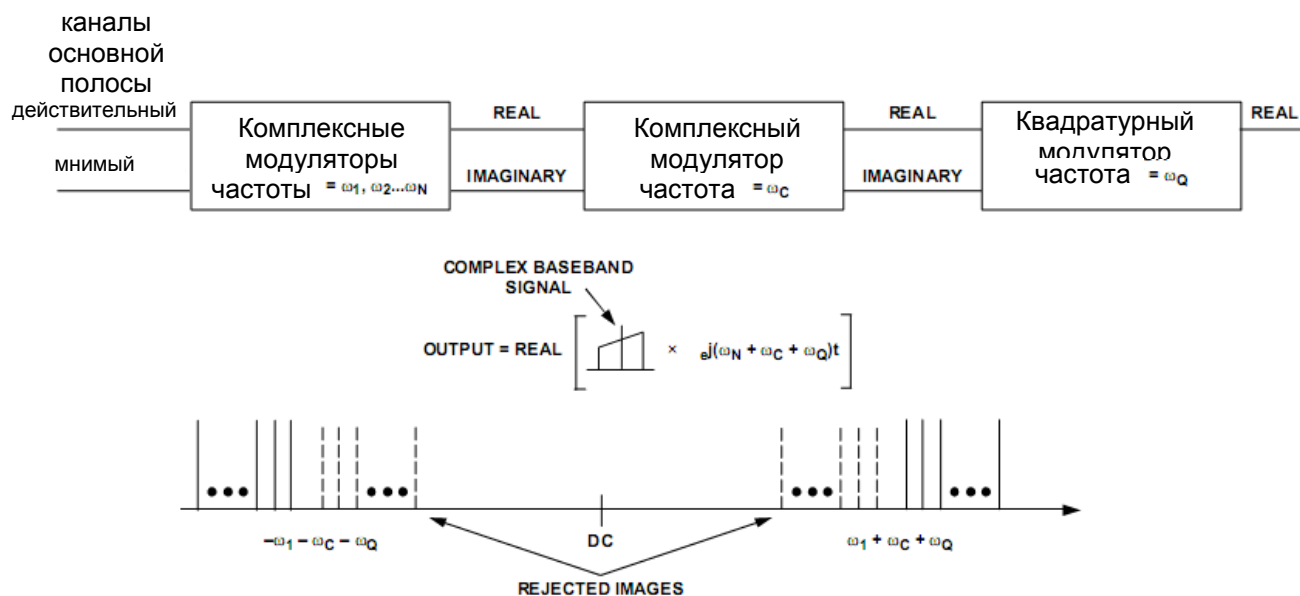 каналы
основной
полосы
действительный
мнимый
Комплексные
модуляторы
частоты = ω1, ω2...ωN
REAL
IMAGINARY
Комплексный
модулятор
частота = ωC
REAL
IMAGINARY
Квадратурный
модулятор
частота = ωQ
REAL
COMPLEX BASEBAND
SIGNAL
OUTPUT = REAL [ × ej(ωN + ωC + ωQ)t ]
–ω1 – ωC – ωQ
DC
ω1 + ωC + ωQ
REJECTED IMAGES